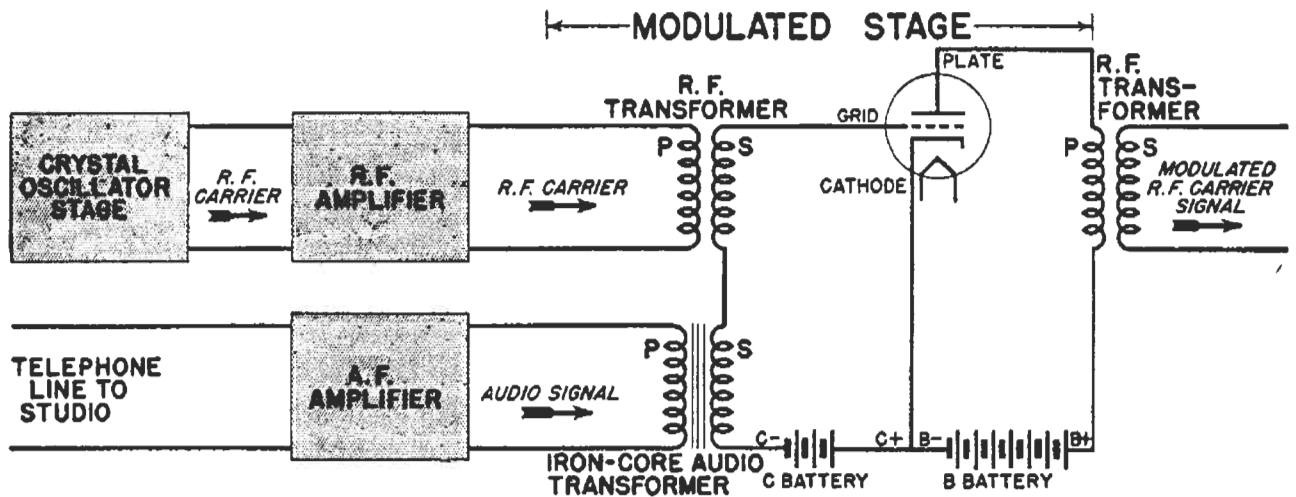 MODULATED STAGE
PLATE
R.F.
TRANS-
FORMER
R.F.
TRANSFORMER
GRID
P
S
P
S
CRYSTAL
OSCILLATOR
STAGE
R.F.
CARRIER
R.F.
AMPLIFIER
R.F. CARRIER
CATHODE
MODULATED
R.F. CARRIER
SIGNAL
P
S
TELEPHONE
LINE TO
STUDIO
A.F.
AMPLIFIER
AUDIO SIGNAL
C-
C+
B-
B+
IRON-CORE AUDIO
TRANSFORMER
C BATTERY
B BATTERY